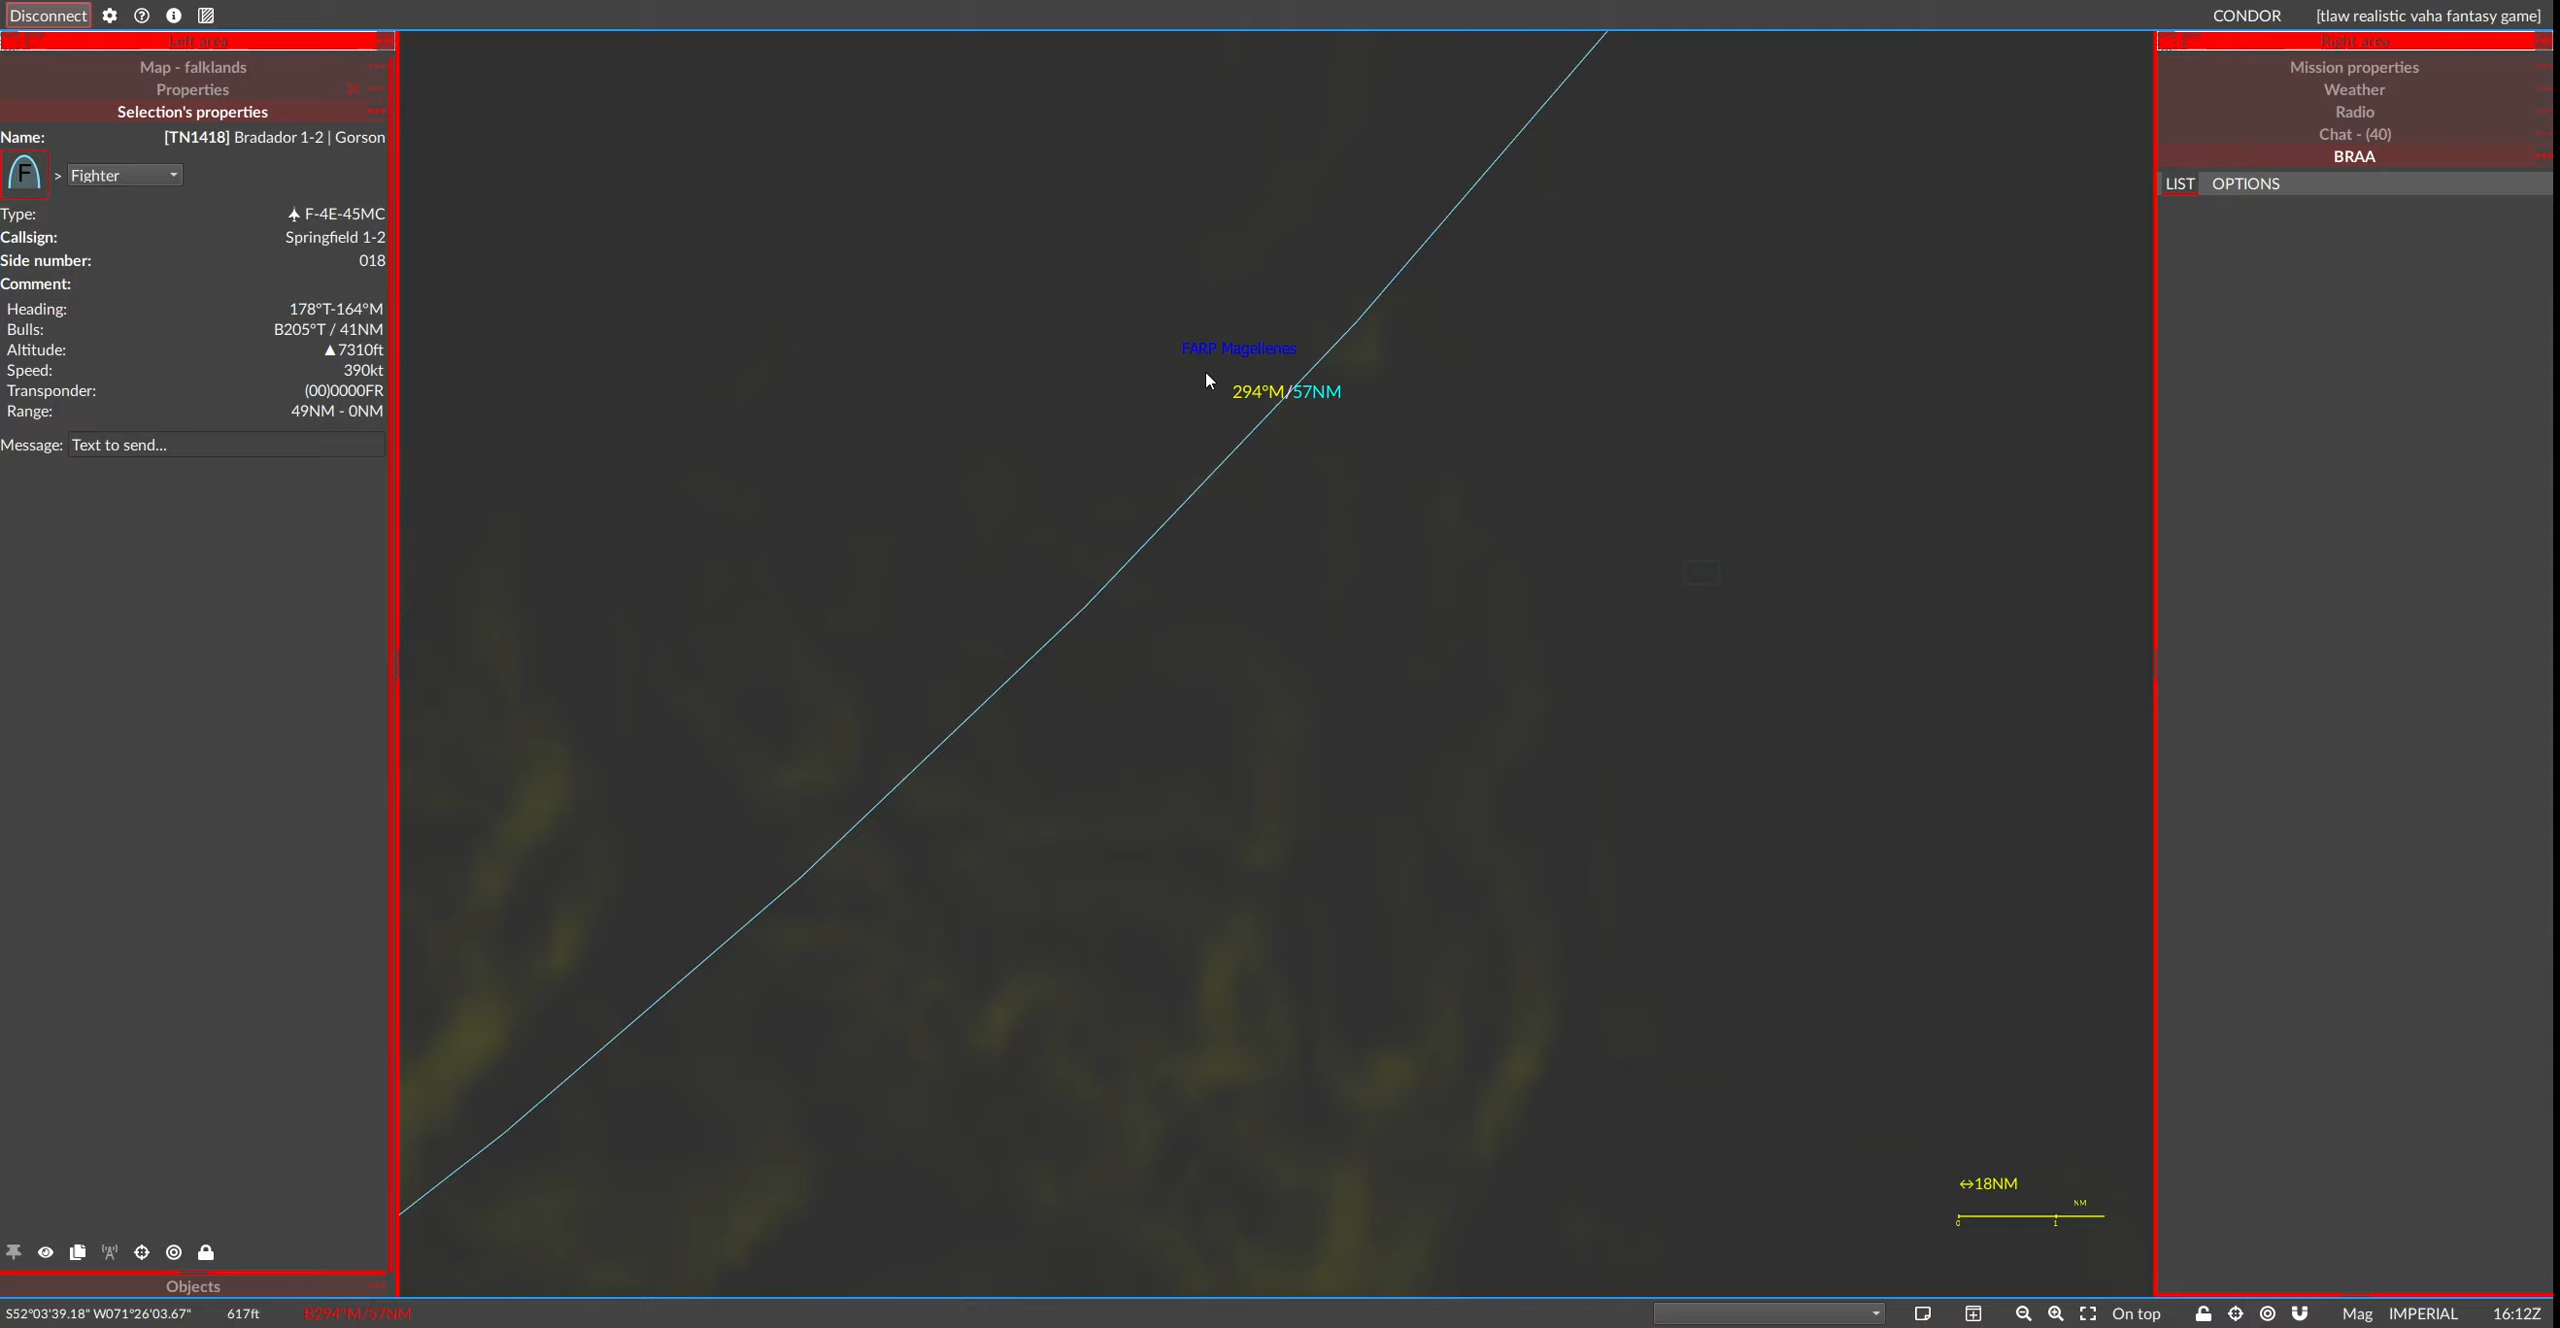 Disconnect
CONDOR [tlaw realistic vaha fantasy game]
Left area
Map - falklands
Properties
Selection's properties
Name: [TN1418] Bradador 1-2 | Gorson
F > Fighter
Type: F-4E-45MC
Callsign: Springfield 1-2
Side number: 018
Comment:
Heading: 178°T-164°M
Bulls: B205°T / 41NM
Altitude: ▲7310ft
Speed: 390kt
Transponder: (00)0000FR
Range: 49NM - 0NM
Message: Text to send...
Objects
FARP Magellenes
294°M/57NM
↔18NM
NM
0 1
Right area
Mission properties
Weather
Radio
Chat - (40)
BRAA
LIST OPTIONS
S52°03'39.18" W071°26'03.67" 617ft B294°M/57NM
On top Mag IMPERIAL 16:12Z